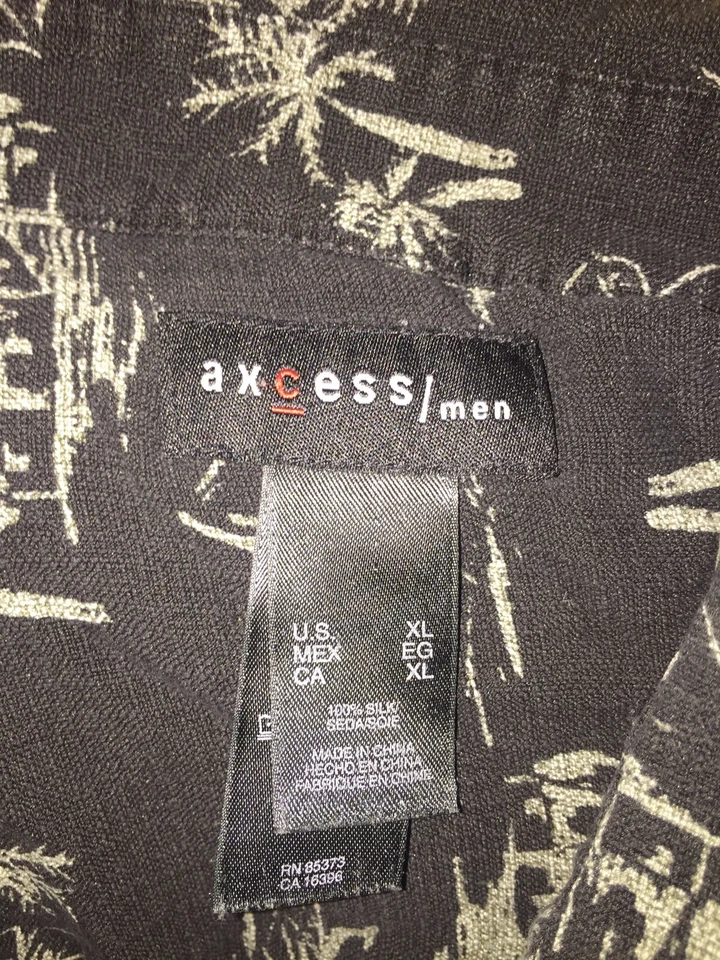 axcess/men
U.S. XL
MEX EG
CA XL
100% SILK/
SEDA/SOIE
MADE IN CHINA
HECHO EN CHINA
FABRIQUÉ EN CHINE
RN 85373
CA 16396